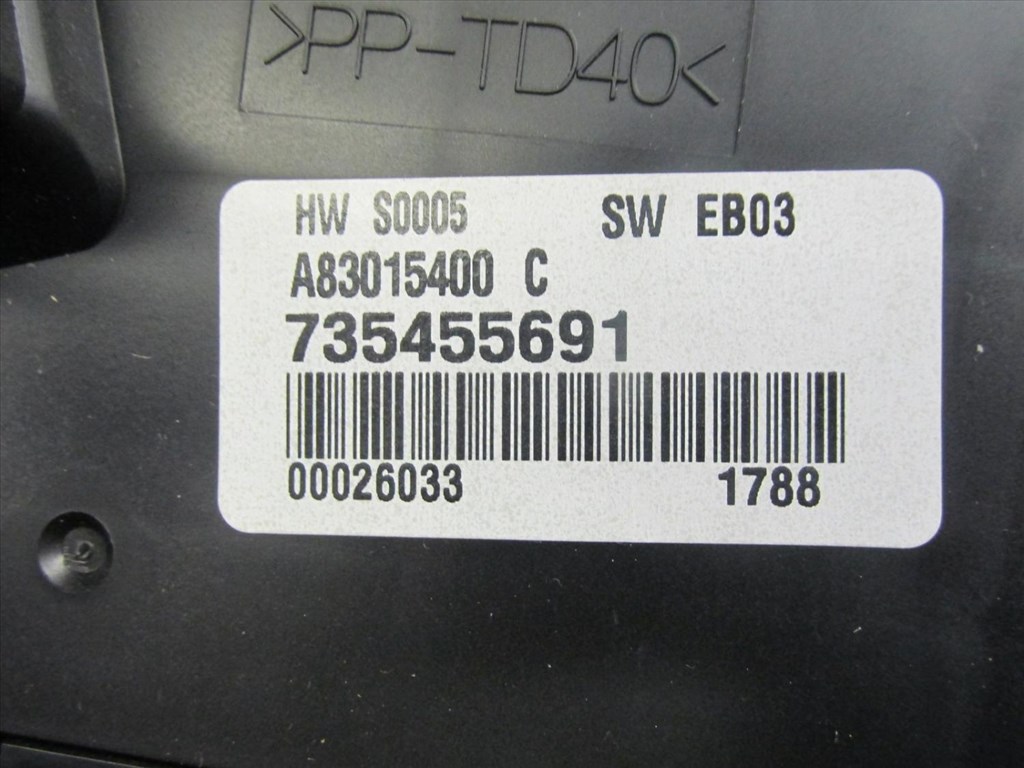 >PP-TD40<
HW S0005 SW EB03
A83015400 C
735455691
00026033 1788